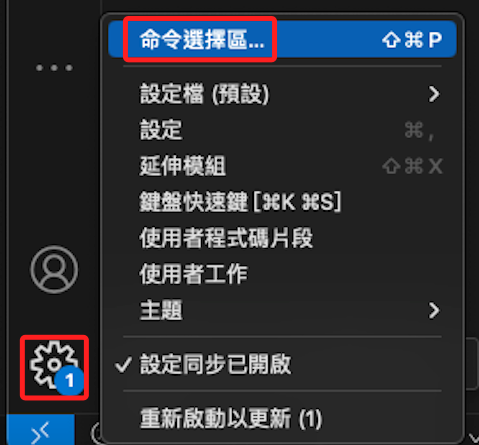 命令選擇區... ⇧⌘P
設定檔 (預設)
設定 ⌘,
延伸模組 ⇧⌘X
鍵盤快速鍵 [⌘K ⌘S]
使用者程式碼片段
使用者工作
主題
✓ 設定同步已開啟
1
重新啟動以更新 (1)